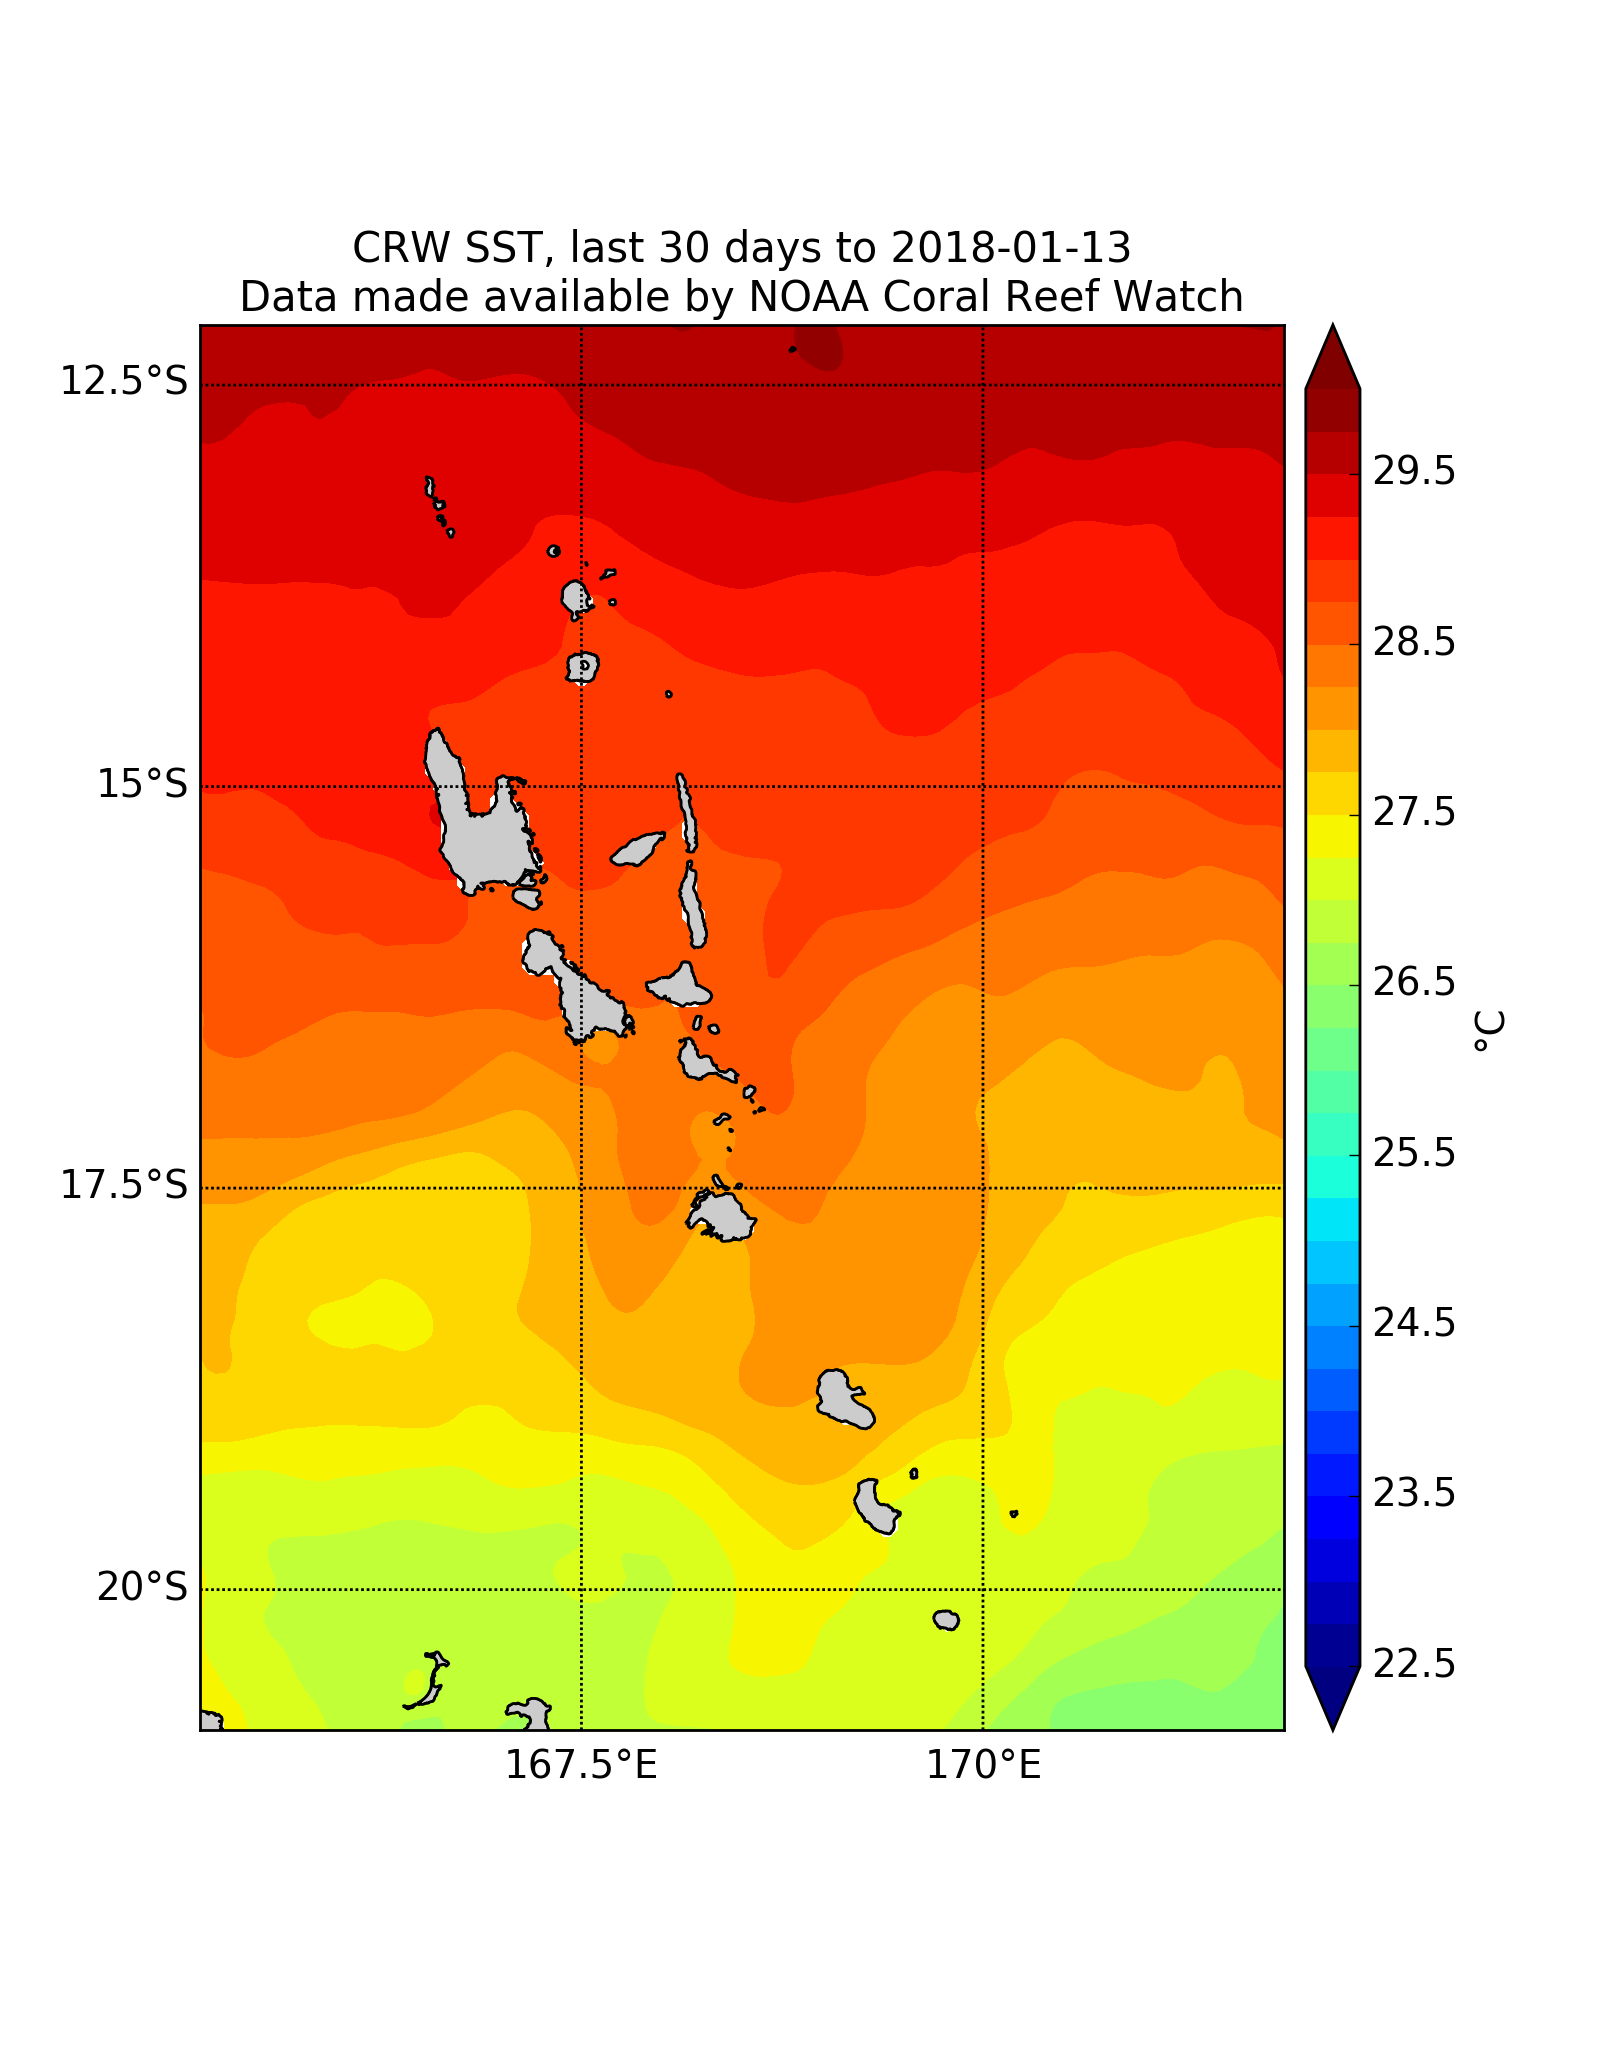 CRW SST, last 30 days to 2018-01-13
Data made available by NOAA Coral Reef Watch
12.5°S
15°S
17.5°S
20°S
167.5°E
170°E
29.5
28.5
27.5
26.5
25.5
24.5
23.5
22.5
°C